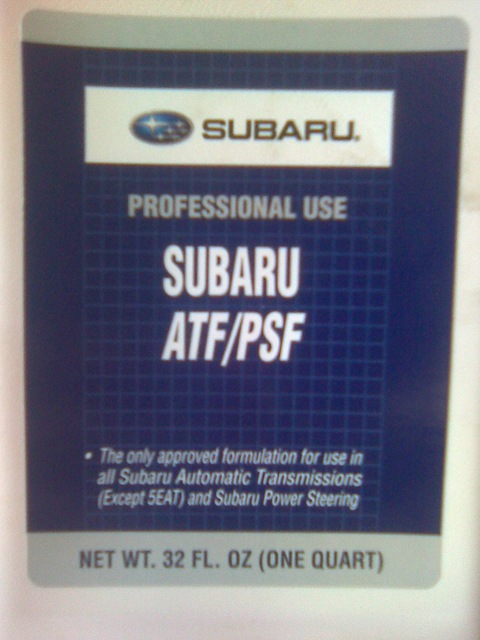 SUBARU.
PROFESSIONAL USE
SUBARU
ATF/PSF
• The only approved formulation for use in
all Subaru Automatic Transmissions
(Except 5EAT) and Subaru Power Steering
NET WT. 32 FL. OZ (ONE QUART)